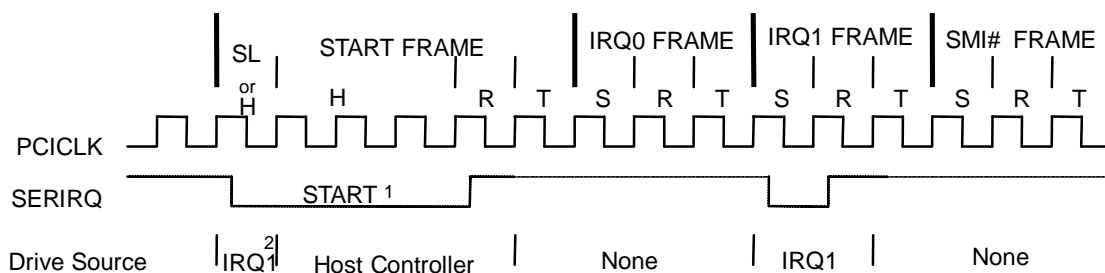 SL
or
H
START FRAME
H
R
T
IRQ0 FRAME
S
R
T
IRQ1 FRAME
S
R
T
SMI# FRAME
S
R
T
PCICLK
SERIRQ
START 1
Drive Source
IRQ1 2
Host Controller
None
IRQ1
None